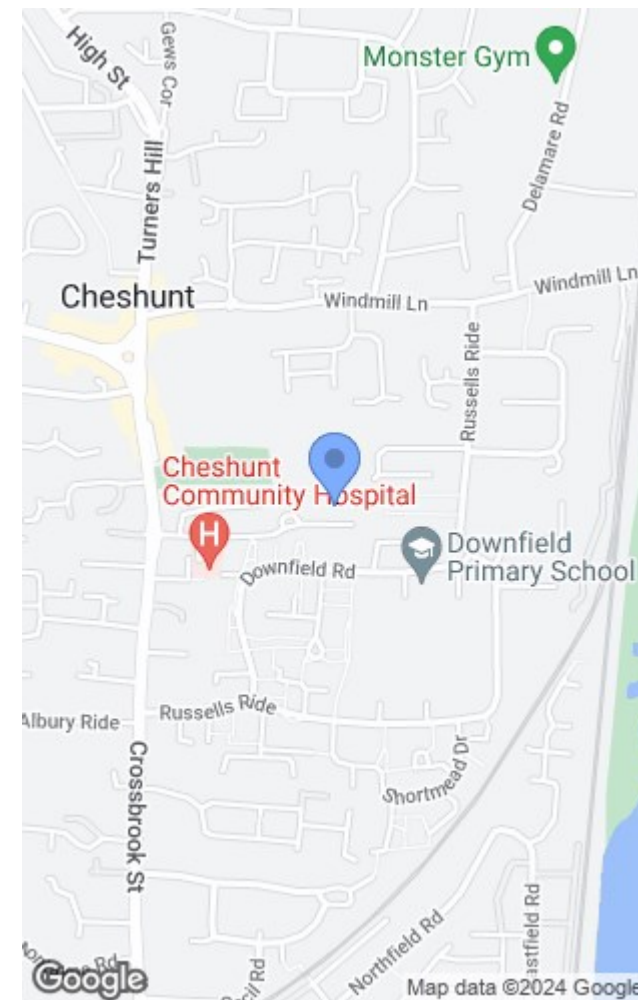 Monster Gym
High St
Gews Cor
Turners Hill
Delamare Rd
Cheshunt
Windmill Ln
Windmill Ln
Russells Ride
Cheshunt
Community Hospital
H
Downfield
Primary School
Downfield Rd
Russells Ride
Albury Ride
Crossbrook St
Shortmead Dr
Northfield Rd
Rd
Rd
Google
Map data ©2024 Google